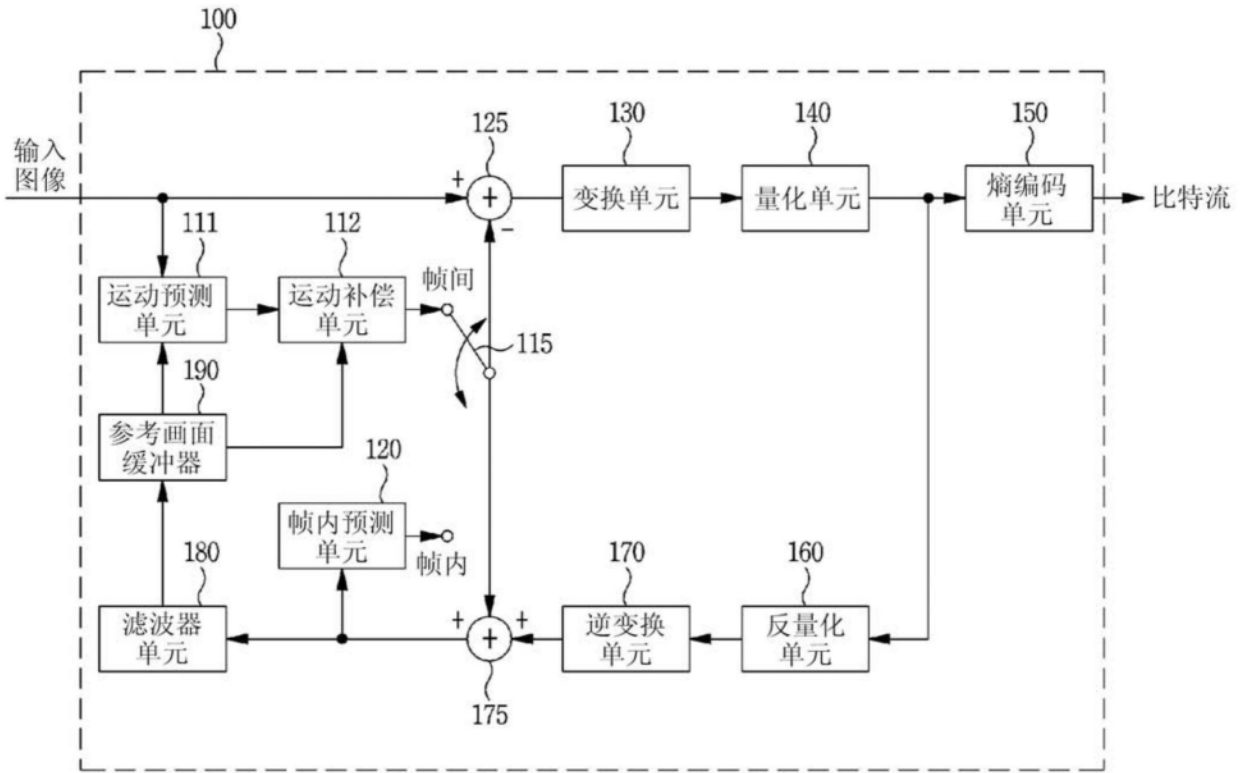 100
输入
图像
125
130
140
150
+
+
-
变换单元
量化单元
熵编码
单元
比特流
111
112
运动预测
单元
运动补偿
单元
帧间
115
190
参考画面
缓冲器
120
帧内预测
单元
帧内
180
170
160
滤波器
单元
+
+
+
逆变换
单元
反量化
单元
175